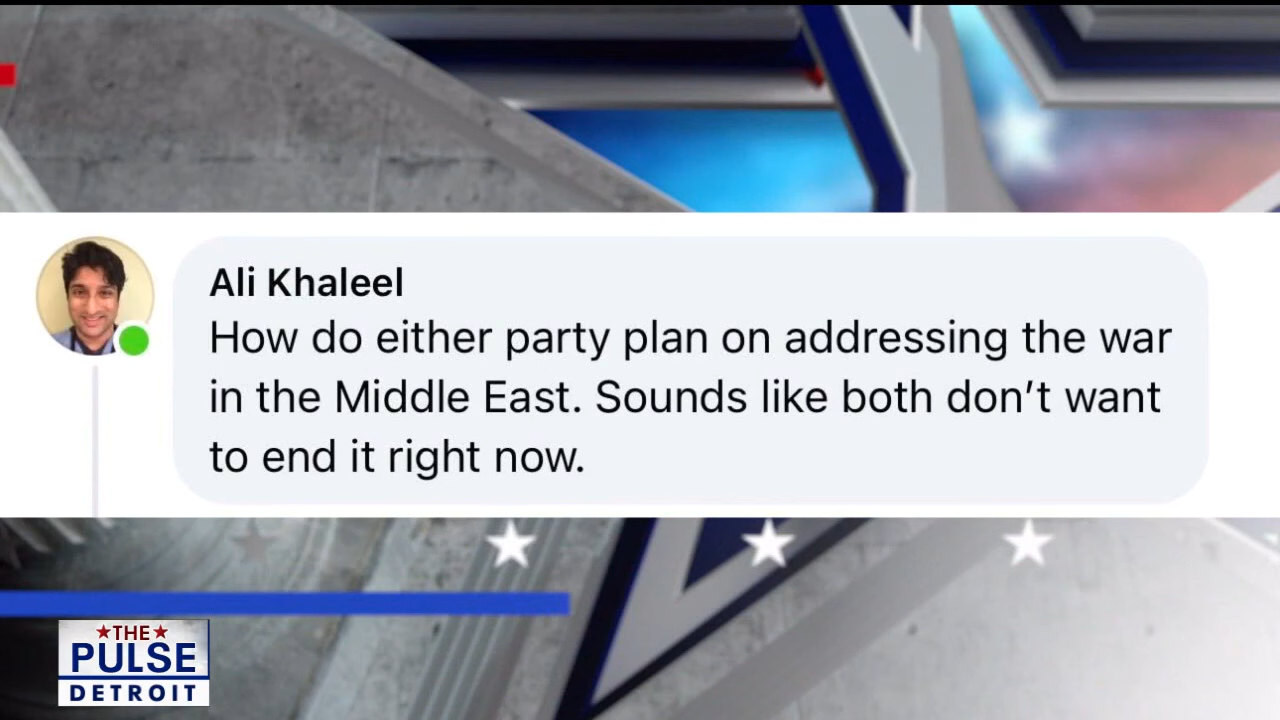 Ali Khaleel
How do either party plan on addressing the war
in the Middle East. Sounds like both don’t want
to end it right now.
★THE★
PULSE
DETROIT